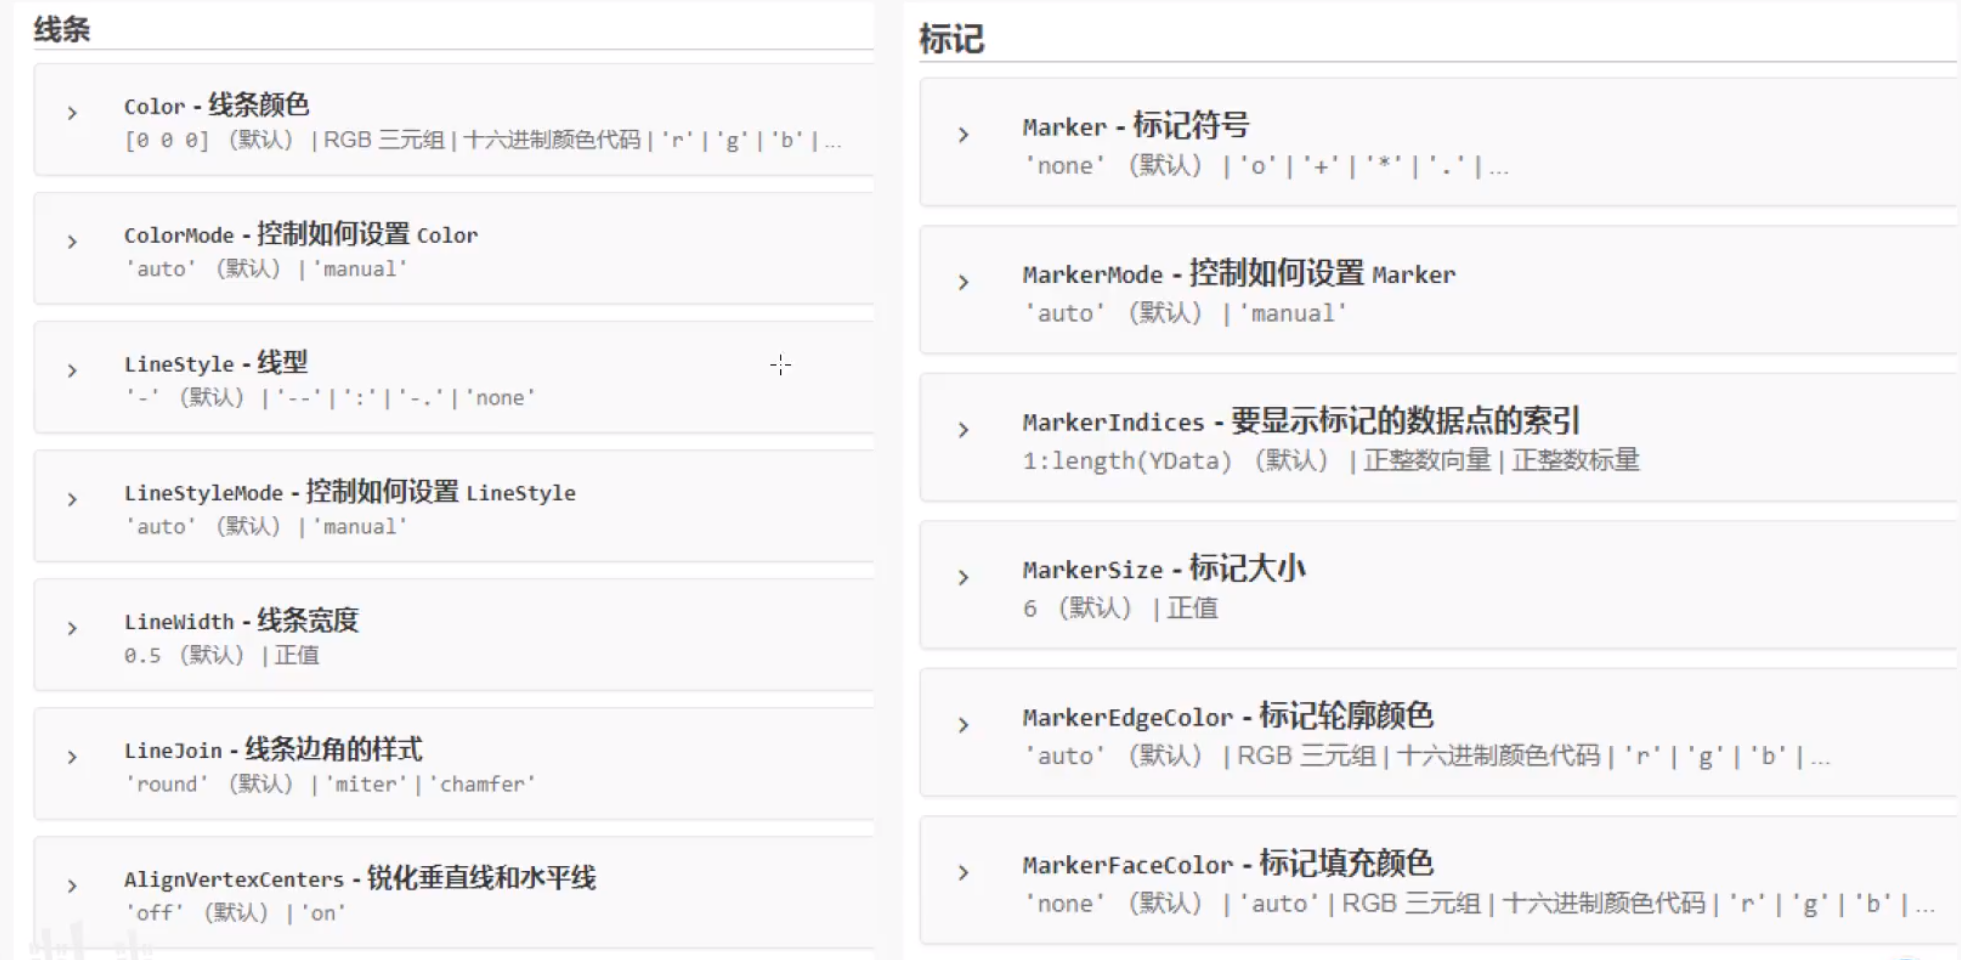 线条
Color - 线条颜色
[0 0 0] （默认） | RGB 三元组 | 十六进制颜色代码 | 'r' | 'g' | 'b' | ...
ColorMode - 控制如何设置 Color
'auto' （默认） | 'manual'
LineStyle - 线型
'-' （默认） | '--' | ':' | '-.' | 'none'
LineStyleMode - 控制如何设置 LineStyle
'auto' （默认） | 'manual'
LineWidth - 线条宽度
0.5 （默认） | 正值
LineJoin - 线条边角的样式
'round' （默认） | 'miter' | 'chamfer'
AlignVertexCenters - 锐化垂直线和水平线
'off' （默认） | 'on'
标记
Marker - 标记符号
'none' （默认） | 'o' | '+' | '*' | '.' | ...
MarkerMode - 控制如何设置 Marker
'auto' （默认） | 'manual'
MarkerIndices - 要显示标记的数据点的索引
1:length(YData) （默认） | 正整数向量 | 正整数标量
MarkerSize - 标记大小
6 （默认） | 正值
MarkerEdgeColor - 标记轮廓颜色
'auto' （默认） | RGB 三元组 | 十六进制颜色代码 | 'r' | 'g' | 'b' | ...
MarkerFaceColor - 标记填充颜色
'none' （默认） | 'auto' | RGB 三元组 | 十六进制颜色代码 | 'r' | 'g' | 'b' | ...